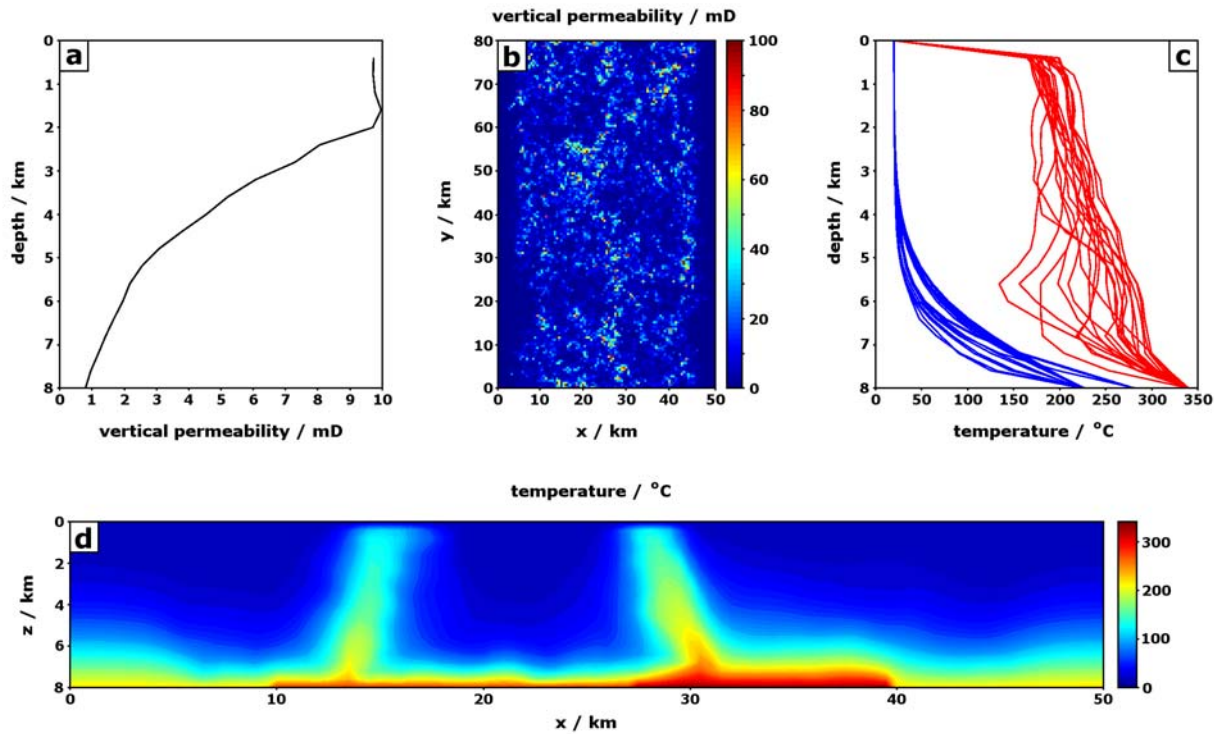 a
0
1
2
3
4
5
6
7
8
depth / km
0 1 2 3 4 5 6 7 8 9 10
vertical permeability / mD
vertical permeability / mD
b
80
70
60
50
40
30
20
10
0
y / km
0 10 20 30 40 50
x / km
100
80
60
40
20
0
c
0
1
2
3
4
5
6
7
8
depth / km
0 50 100 150 200 250 300 350
temperature / °C
temperature / °C
d
0
2
4
6
8
z / km
0 10 20 30 40 50
x / km
300
200
100
0